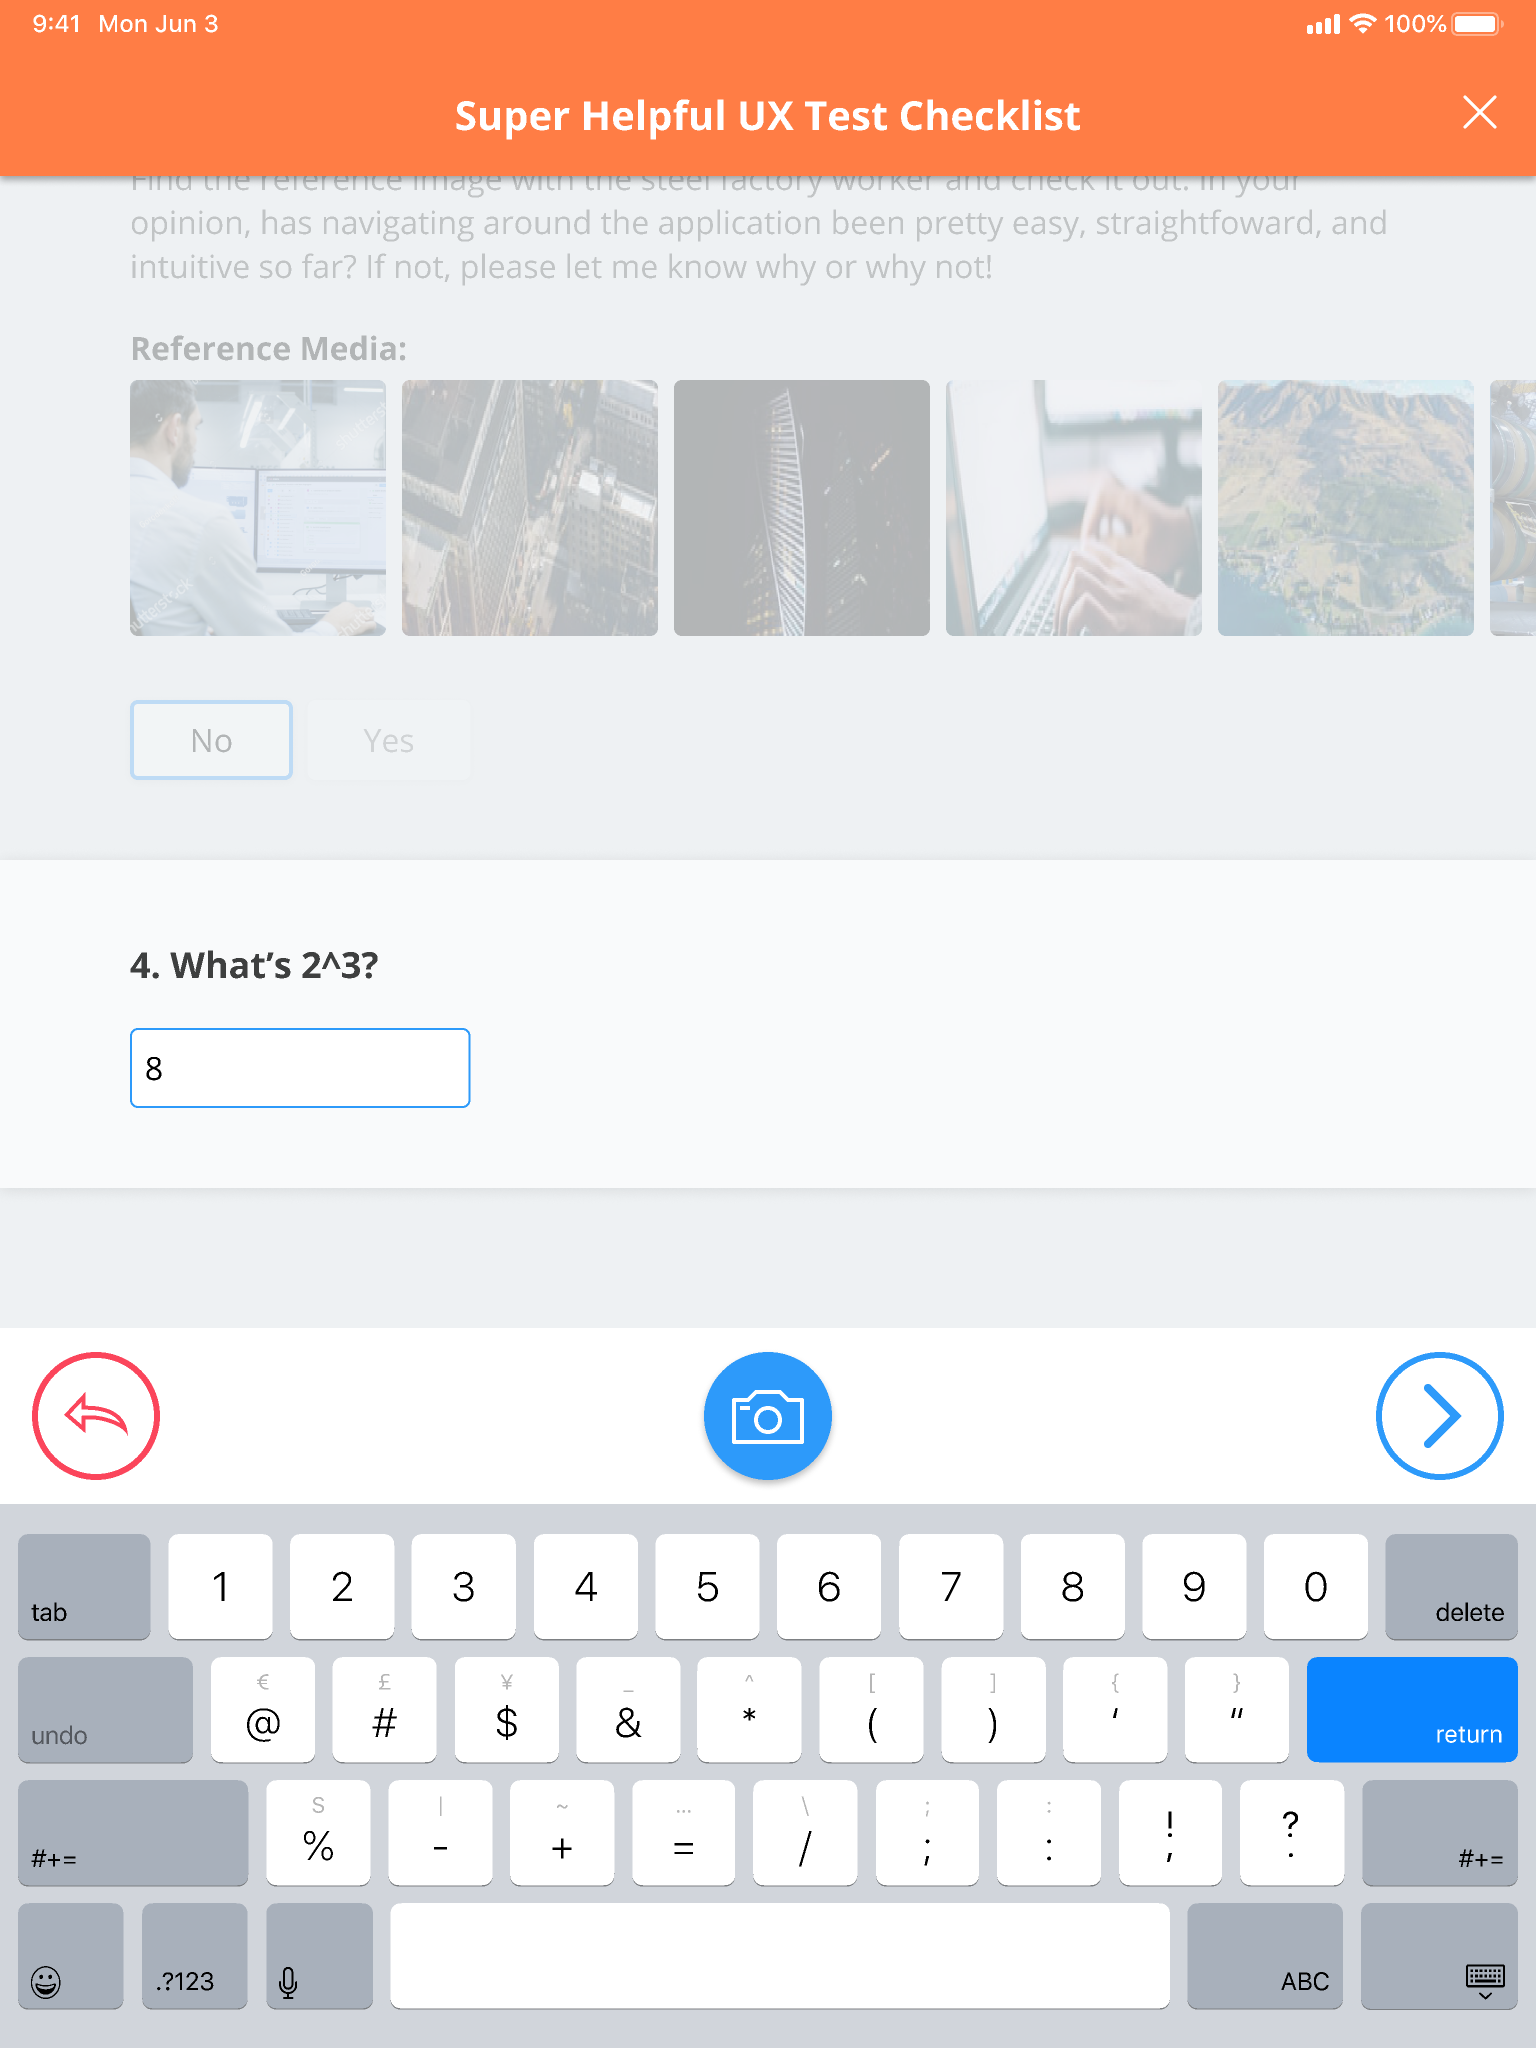 9:41 Mon Jun 3 100%
Super Helpful UX Test Checklist
Find the reference image with the steel factory worker and check it out. In your
opinion, has navigating around the application been pretty easy, straightfoward, and
intuitive so far? If not, please let me know why or why not!
Reference Media:
No Yes
4. What’s 2^3?
8
tab 1 2 3 4 5 6 7 8 9 0 delete
€ £ ¥ _ ^ [ ] { }
undo @ # $ & * ( ) ' " return
S | ~ … \ ; : ! ?
#+= % - + = / ; : , . #+=
.?123 ABC